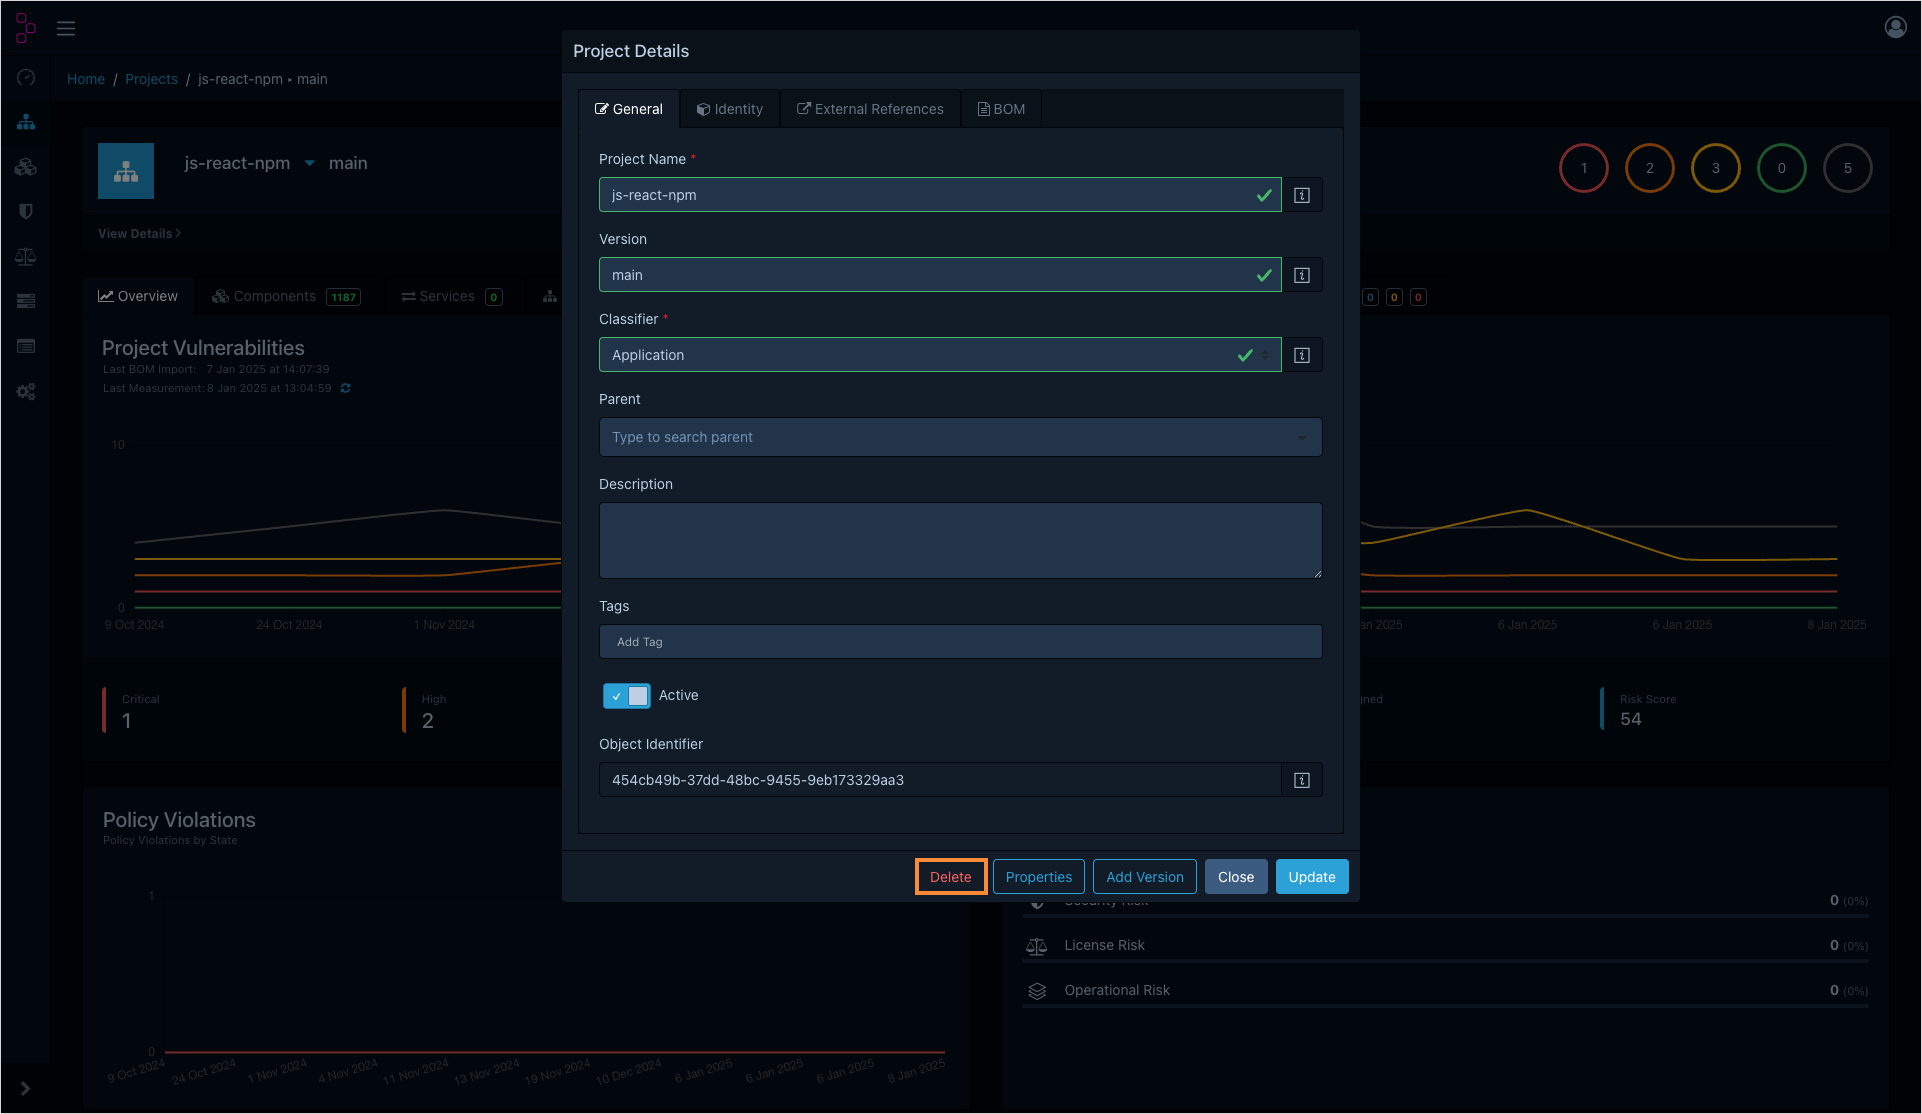 Project Details
Home / Projects / js-react-npm ▸ main
General
Identity
External References
BOM
js-react-npm main
1 2 3 0 5
View Details
Project Name *
js-react-npm
Version
main
Classifier *
Application
Parent
Type to search parent
Description
Tags
Add Tag
Active
Object Identifier
454cb49b-37dd-48bc-9455-9eb173329aa3
Delete
Properties
Add Version
Close
Update
Overview
Components 1187
Services 0
0 0 0
Project Vulnerabilities
Last BOM Import: 7 Jan 2025 at 14:07:39
Last Measurement: 8 Jan 2025 at 13:04:59
10
0
9 Oct 2024 24 Oct 2024 1 Nov 2024 an 2025 6 Jan 2025 6 Jan 2025 8 Jan 2025
Critical
1
High
2
gned
Risk Score
54
Policy Violations
Policy Violations by State
1
0
9 Oct 2024 24 Oct 2024 1 Nov 2024 4 Nov 2024 11 Nov 2024 13 Nov 2024 19 Nov 2024 10 Dec 2024 6 Jan 2025 6 Jan 2025 6 Jan 2025 8 Jan 2025
Security Risk 0 (0%)
License Risk 0 (0%)
Operational Risk 0 (0%)